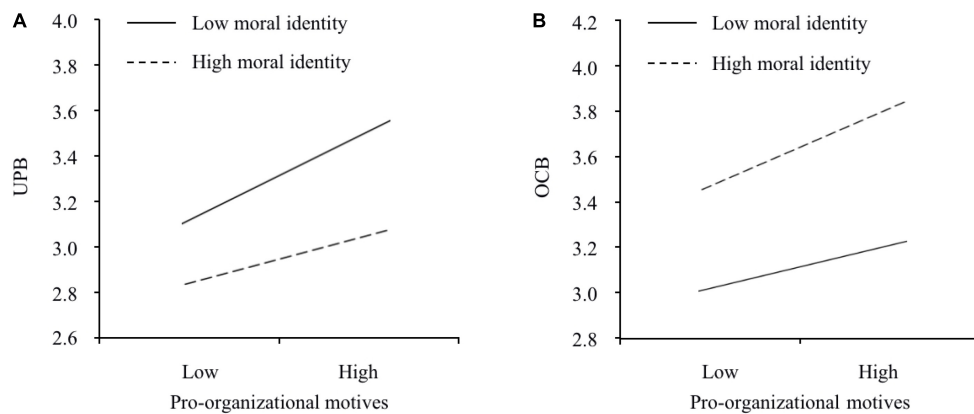 A
Low moral identity
High moral identity
4.0
3.8
3.6
3.4
3.2
3.0
2.8
2.6
UPB
Low High
Pro-organizational motives
B
Low moral identity
High moral identity
4.2
4.0
3.8
3.6
3.4
3.2
3.0
2.8
OCB
Low High
Pro-organizational motives